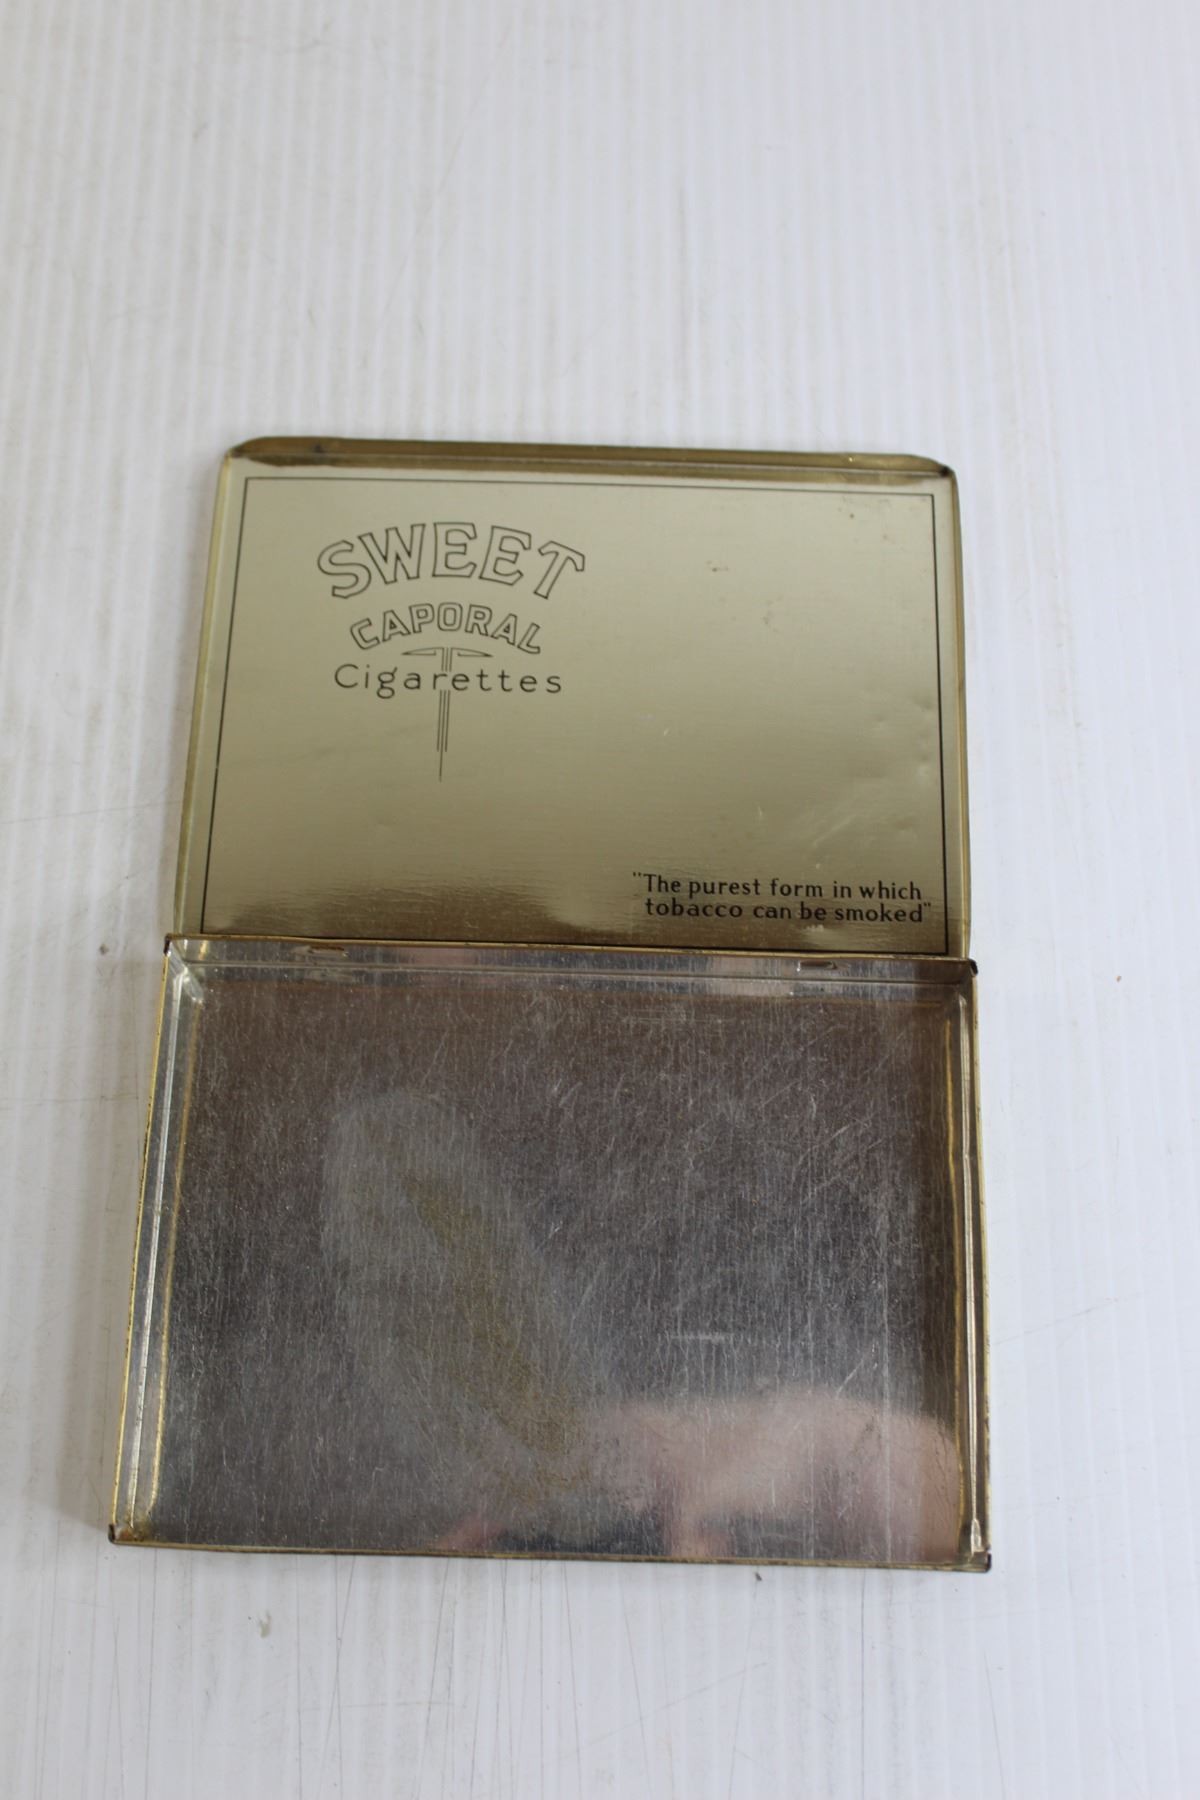 SWEET
CAPORAL
Cigarettes
"The purest form in which
tobacco can be smoked"